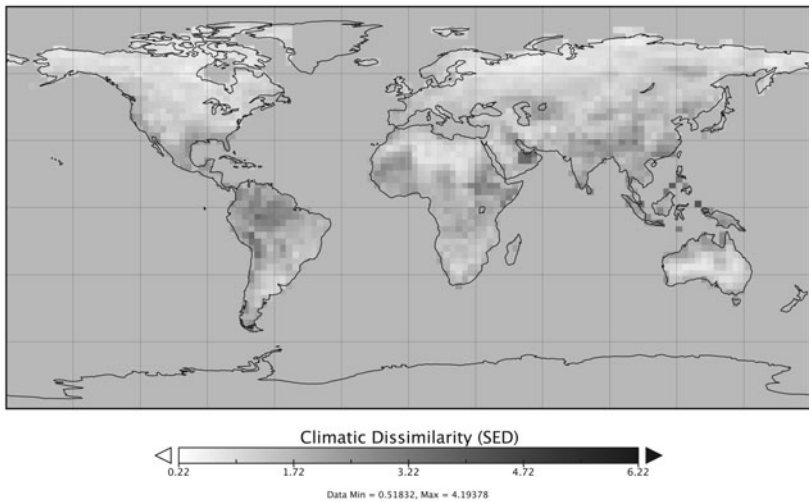 Climatic Dissimilarity (SED)
0.22 1.72 3.22 4.72 6.22
Data Min = 0.51832, Max = 4.19378